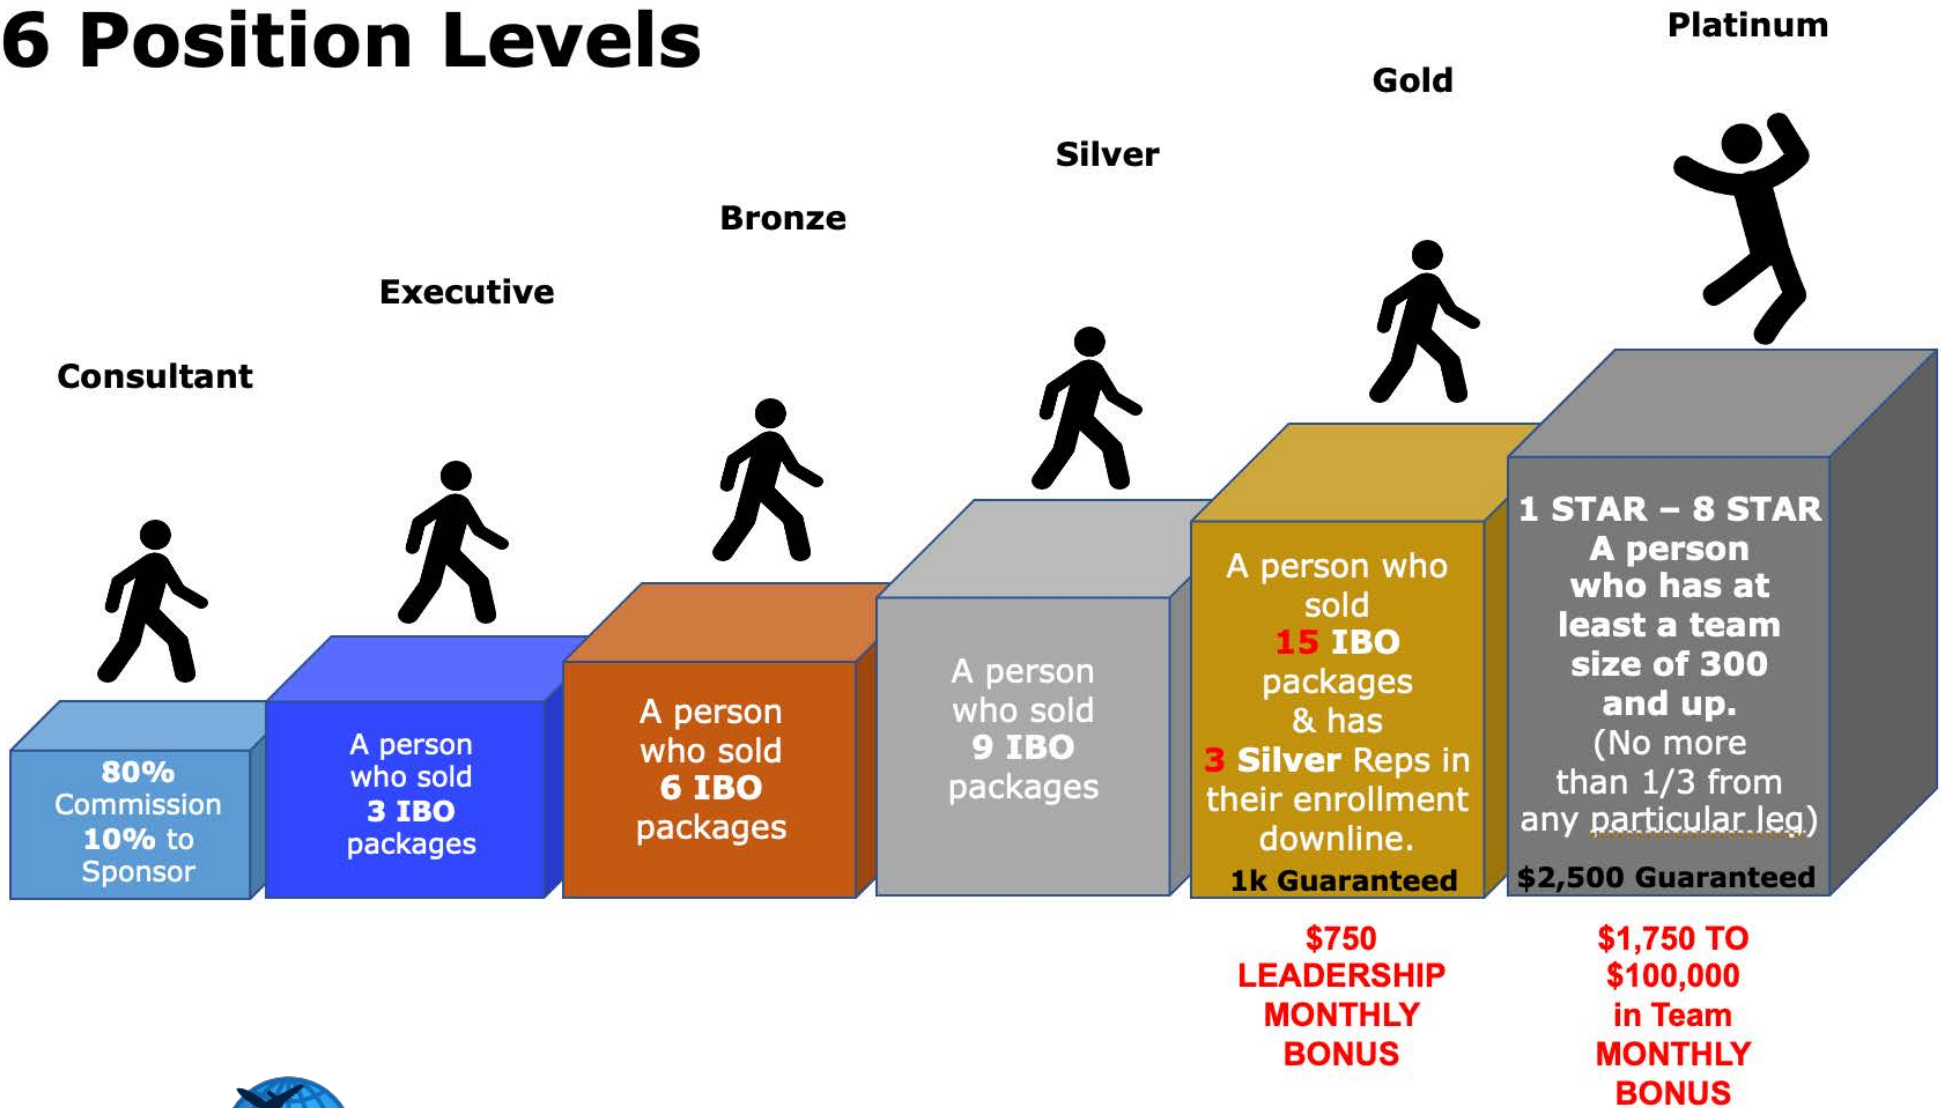 6 Position Levels
Consultant
80%
Commission
10% to
Sponsor
Executive
A person
who sold
3 IBO
packages
Bronze
A person
who sold
6 IBO
packages
Silver
A person
who sold
9 IBO
packages
Gold
A person who
sold
15 IBO
packages
& has
3 Silver Reps in
their enrollment
downline.
1k Guaranteed
$750
LEADERSHIP
MONTHLY
BONUS
Platinum
1 STAR – 8 STAR
A person
who has at
least a team
size of 300
and up.
(No more
than 1/3 from
any particular leg)
$2,500 Guaranteed
$1,750 TO
$100,000
in Team
MONTHLY
BONUS